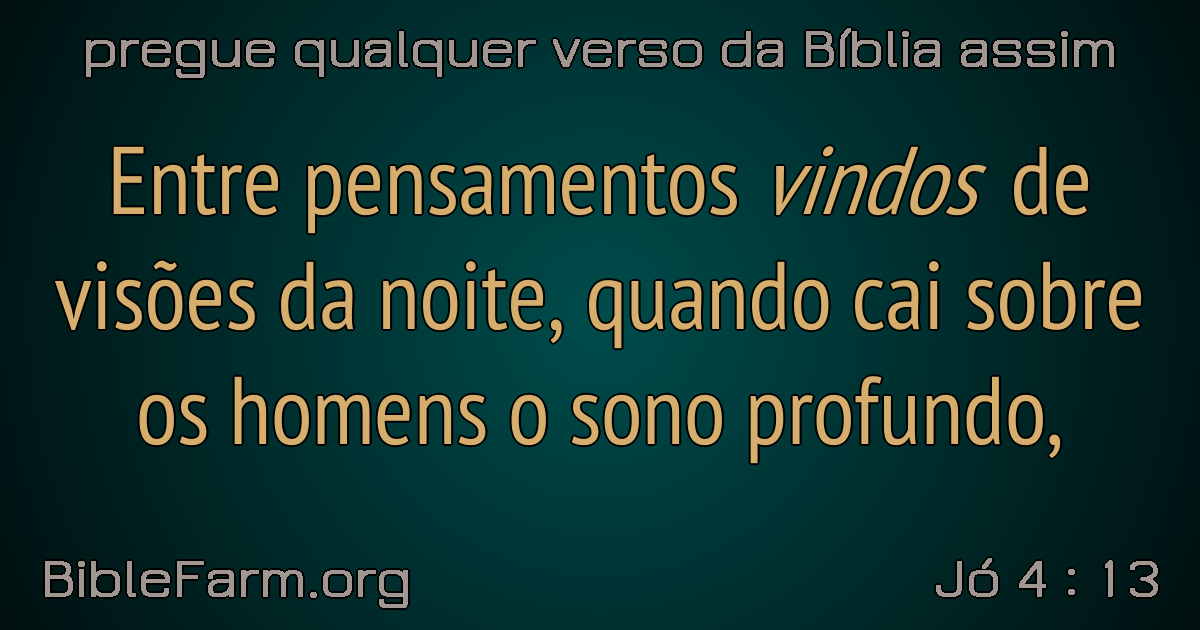 pregue qualquer verso da Bíblia assim
Entre pensamentos vindos de
visões da noite, quando cai sobre
os homens o sono profundo,
BibleFarm.org
Jó 4 : 13